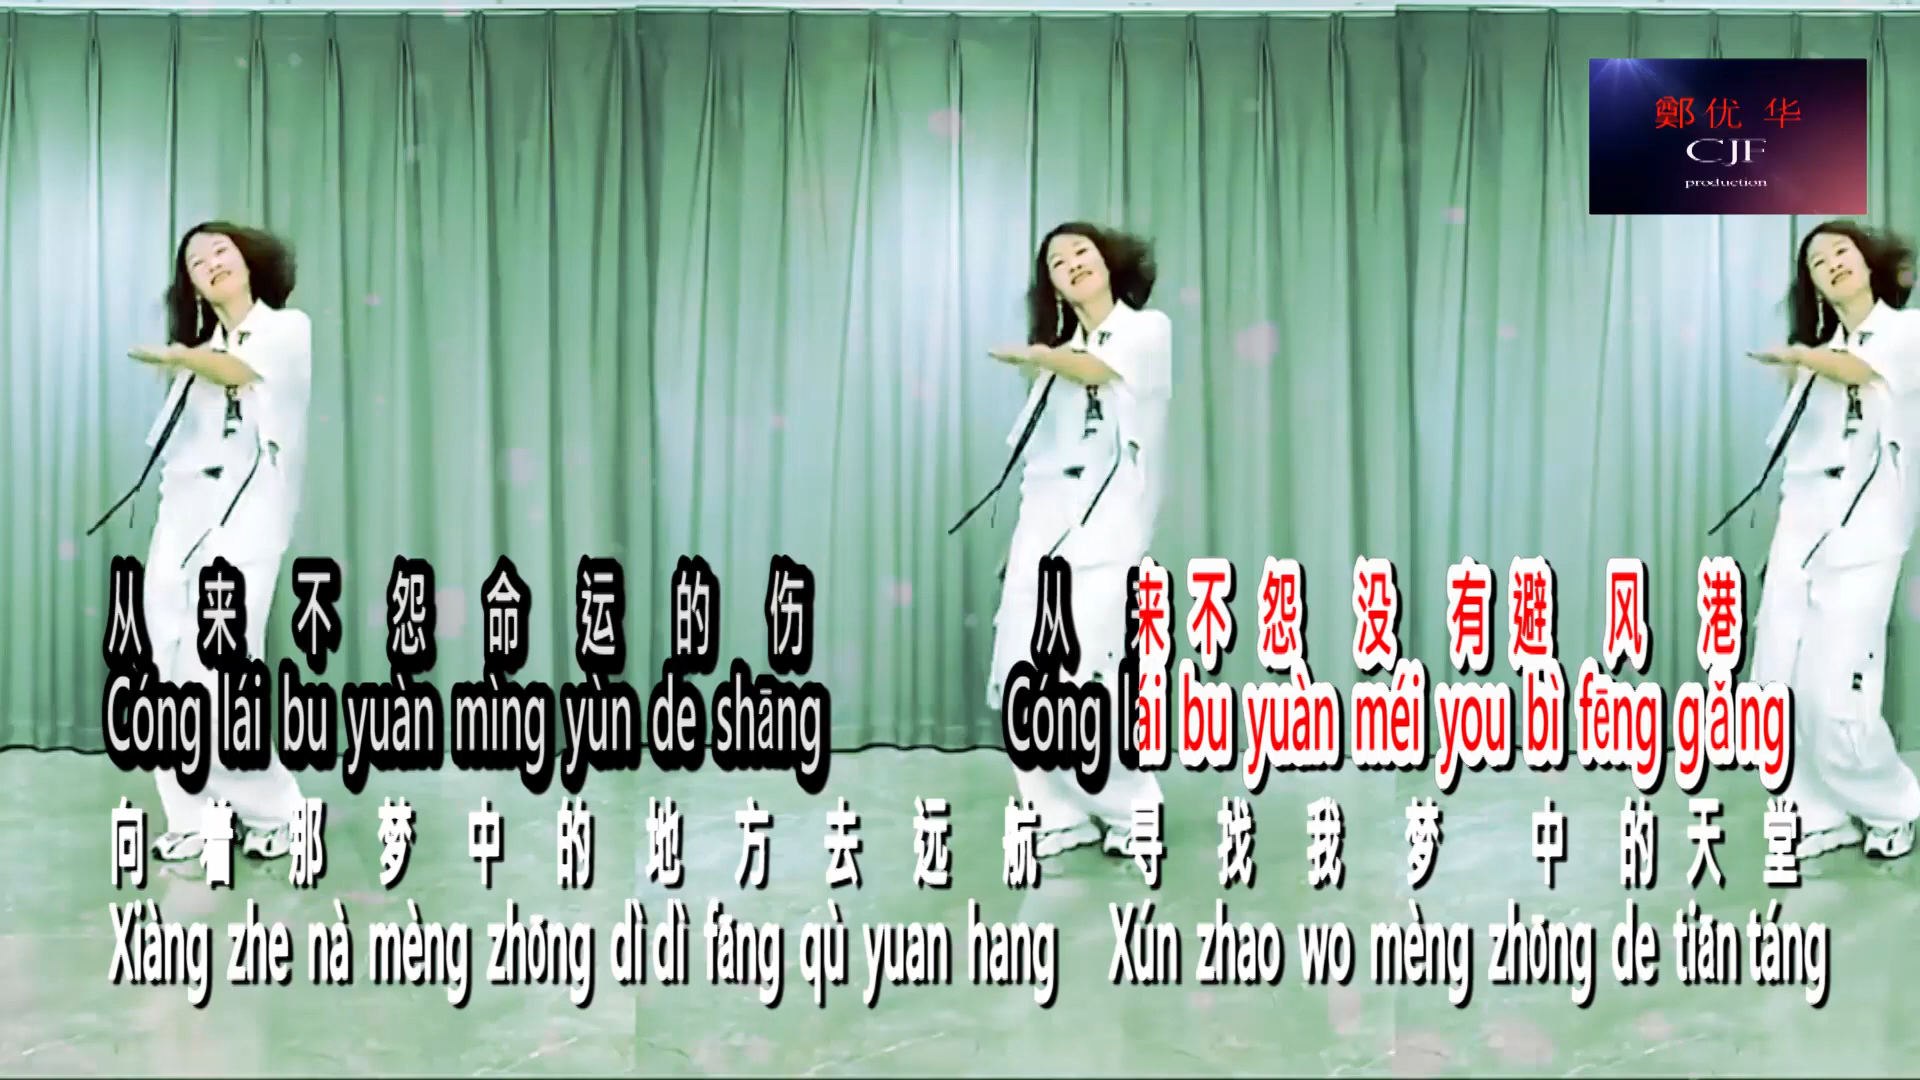 鄭优 华
CJF
production
从 来 不 怨 命 运 的 伤 从 来 不 怨 没 有 避 风 港
Cóng lái bu yuàn mìng yùn de shāng Cóng lái bu yuàn méi you bì fēng gǎng
向 着 那 梦 中 的 地 方 去 远 航 寻 找 我 梦 中 的 天 堂
Xiàng zhe nà mèng zhōng dì dì fāng qù yuan hang Xún zhao wo mèng zhōng de tiān táng